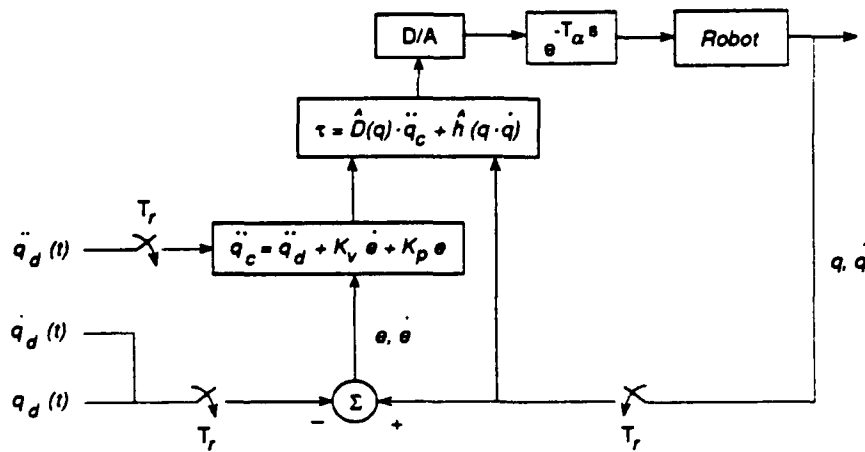 D/A
e^{-T_α s}
Robot
τ = D̂(q) · q̈_c + ĥ (q · q̇)
T_r
q̈_d (t)
q̈_c = q̈_d + K_v ė + K_p e
q, q̇
q̇_d (t)
e, ė
q_d (t)
Σ
− +
T_r
T_r